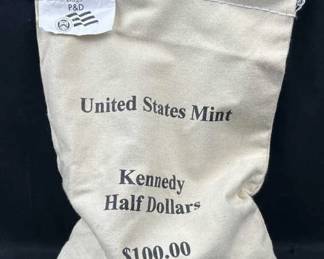 P&D
United States Mint
Kennedy
Half Dollars
$100.00